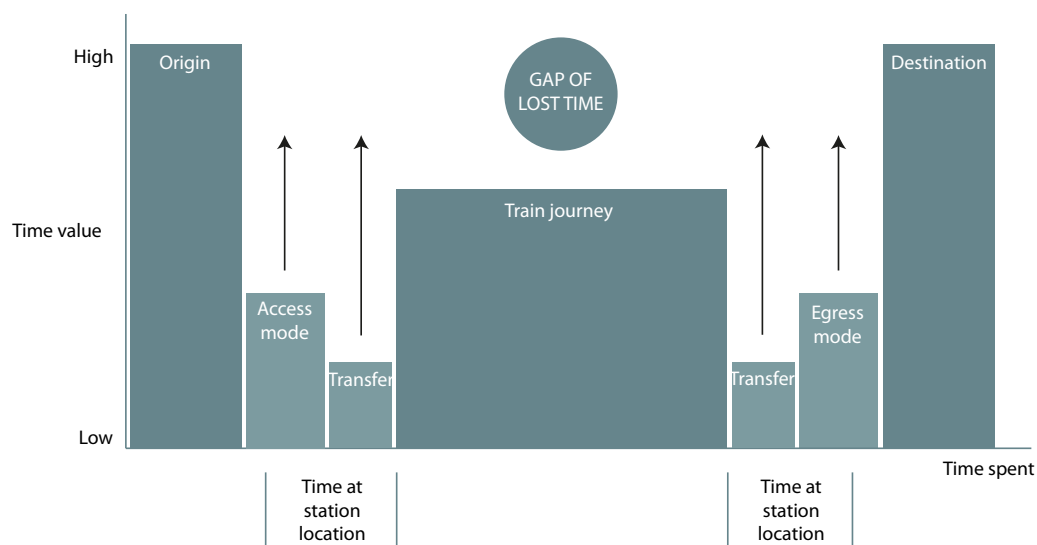 High
Origin
GAP OF
LOST TIME
Destination
Time value
Train journey
Access
mode
Transfer
Transfer
Egress
mode
Low
Time spent
Time at
station
location
Time at
station
location